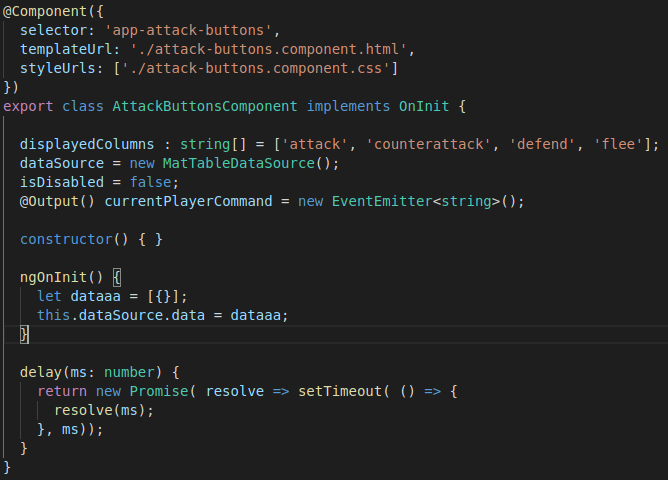 @Component({
  selector: 'app-attack-buttons',
  templateUrl: './attack-buttons.component.html',
  styleUrls: ['./attack-buttons.component.css']
})
export class AttackButtonsComponent implements OnInit {
  displayedColumns : string[] = ['attack', 'counterattack', 'defend', 'flee'];
  dataSource = new MatTableDataSource();
  isDisabled = false;
  @Output() currentPlayerCommand = new EventEmitter<string>();
  constructor() { }
  ngOnInit() {
    let dataaa = [{}];
    this.dataSource.data = dataaa;
  }
  delay(ms: number) {
    return new Promise( resolve => setTimeout( () => {
      resolve(ms);
    }, ms));
  }
}